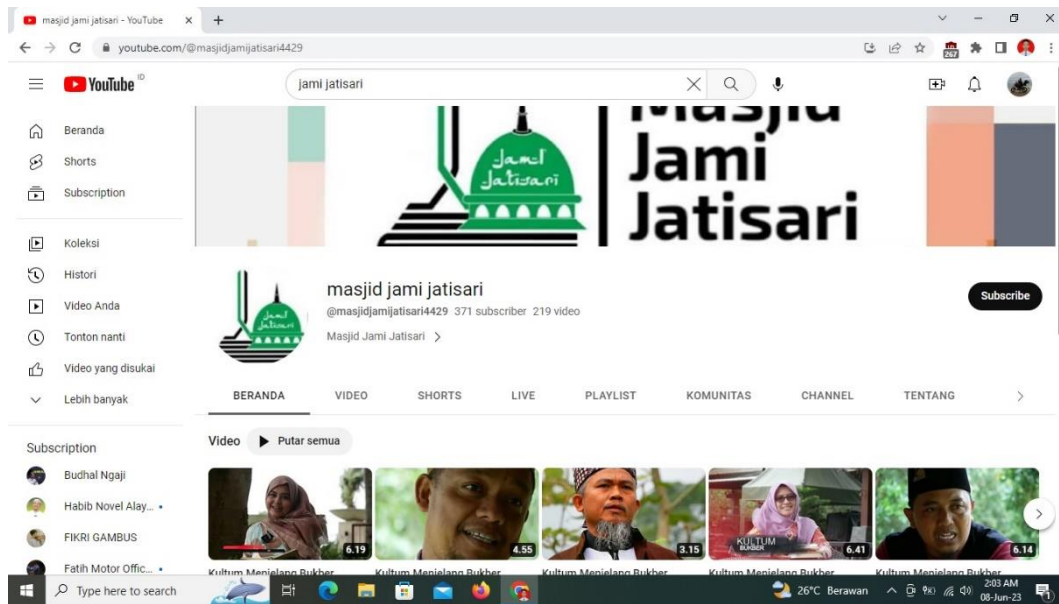 masjid jami jatisari - YouTube
youtube.com/@masjidjamijatisari4429
267
YouTube ID
jami jatisari
Beranda
Shorts
Subscription
Koleksi
Histori
Video Anda
Tonton nanti
Video yang disukai
Lebih banyak
Subscription
Budhal Ngaji
Habib Novel Alay...
FIKRI GAMBUS
Fatih Motor Offic...
Masjid
Jami
Jatisari
Jami
Jatisari
Jami
Jatisari
masjid jami jatisari
@masjidjamijatisari4429 371 subscriber 219 video
Masjid Jami Jatisari
Subscribe
BERANDA VIDEO SHORTS LIVE PLAYLIST KOMUNITAS CHANNEL TENTANG
Video Putar semua
6.19 4.55 3.15 6.41 6.14
KULTUM
BUKBER
Kultum Menjelang Bukber Kultum Menjelang Bukber Kultum Menjelang Bukber Kultum Menjelang Bukber Kultum Menjelang Bukber
Type here to search
26°C Berawan
2:03 AM
08-Jun-23